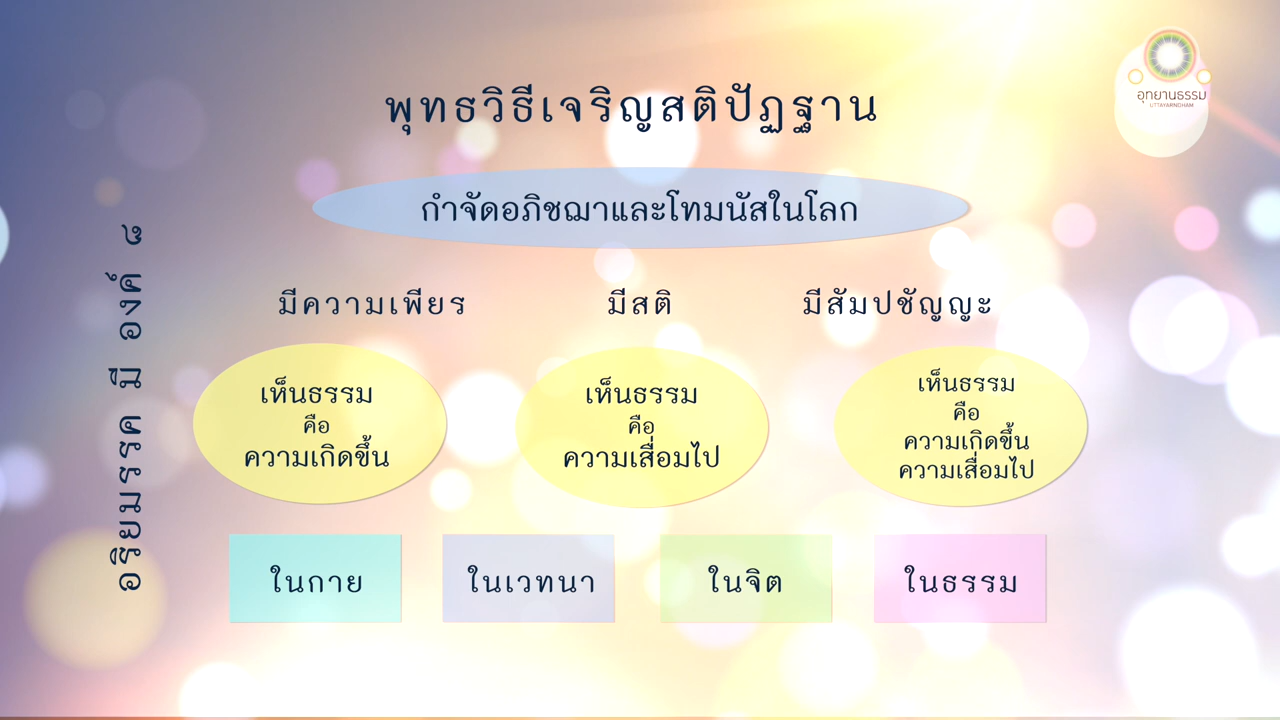 พุทธวิธีเจริญสติปัฏฐาน
อุทยานธรรม
UTTAYARNDHAM
กำจัดอภิชฌาและโทมนัสในโลก
อริยมรรค มี องค์ ๘
มีความเพียร
มีสติ
มีสัมปชัญญะ
เห็นธรรม
คือ
ความเกิดขึ้น
เห็นธรรม
คือ
ความเสื่อมไป
เห็นธรรม
คือ
ความเกิดขึ้น
ความเสื่อมไป
ในกาย
ในเวทนา
ในจิต
ในธรรม